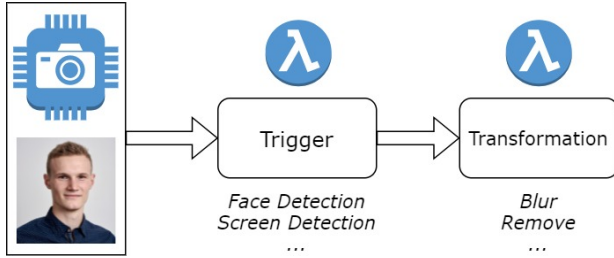 λ
λ
Trigger
Transformation
Face Detection
Screen Detection
...
Blur
Remove
...